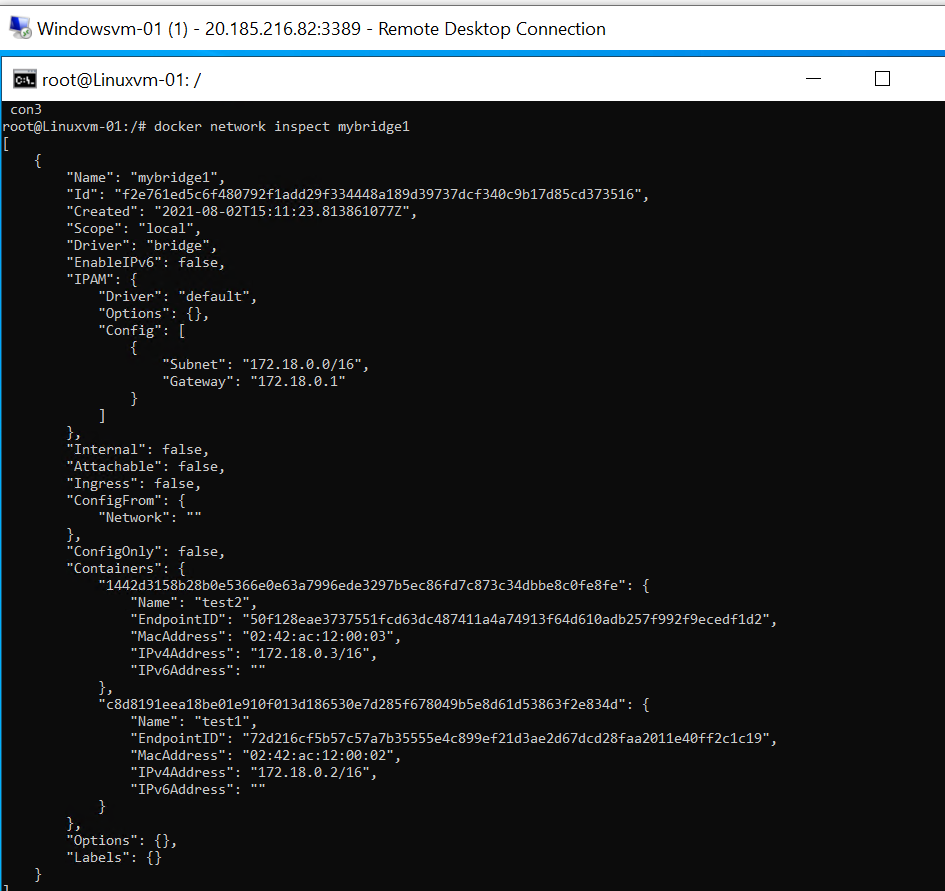 Windowsvm-01 (1) - 20.185.216.82:3389 - Remote Desktop Connection
root@Linuxvm-01: /
con3
root@Linuxvm-01:/# docker network inspect mybridge1
[
    {
        "Name": "mybridge1",
        "Id": "f2e761ed5c6f480792f1add29f334448a189d39737dcf340c9b17d85cd373516",
        "Created": "2021-08-02T15:11:23.813861077Z",
        "Scope": "local",
        "Driver": "bridge",
        "EnableIPv6": false,
        "IPAM": {
            "Driver": "default",
            "Options": {},
            "Config": [
                {
                    "Subnet": "172.18.0.0/16",
                    "Gateway": "172.18.0.1"
                }
            ]
        },
        "Internal": false,
        "Attachable": false,
        "Ingress": false,
        "ConfigFrom": {
            "Network": ""
        },
        "ConfigOnly": false,
        "Containers": {
            "1442d3158b28b0e5366e0e63a7996ede3297b5ec86fd7c873c34dbbe8c0fe8fe": {
                "Name": "test2",
                "EndpointID": "50f128eae3737551fcd63dc487411a4a74913f64d610adb257f992f9ecedf1d2",
                "MacAddress": "02:42:ac:12:00:03",
                "IPv4Address": "172.18.0.3/16",
                "IPv6Address": ""
            },
            "c8d8191eea18be01e910f013d186530e7d285f678049b5e8d61d53863f2e834d": {
                "Name": "test1",
                "EndpointID": "72d216cf5b57c57a7b35555e4c899ef21d3ae2d67dcd28faa2011e40ff2c1c19",
                "MacAddress": "02:42:ac:12:00:02",
                "IPv4Address": "172.18.0.2/16",
                "IPv6Address": ""
            }
        },
        "Options": {},
        "Labels": {}
    }
]